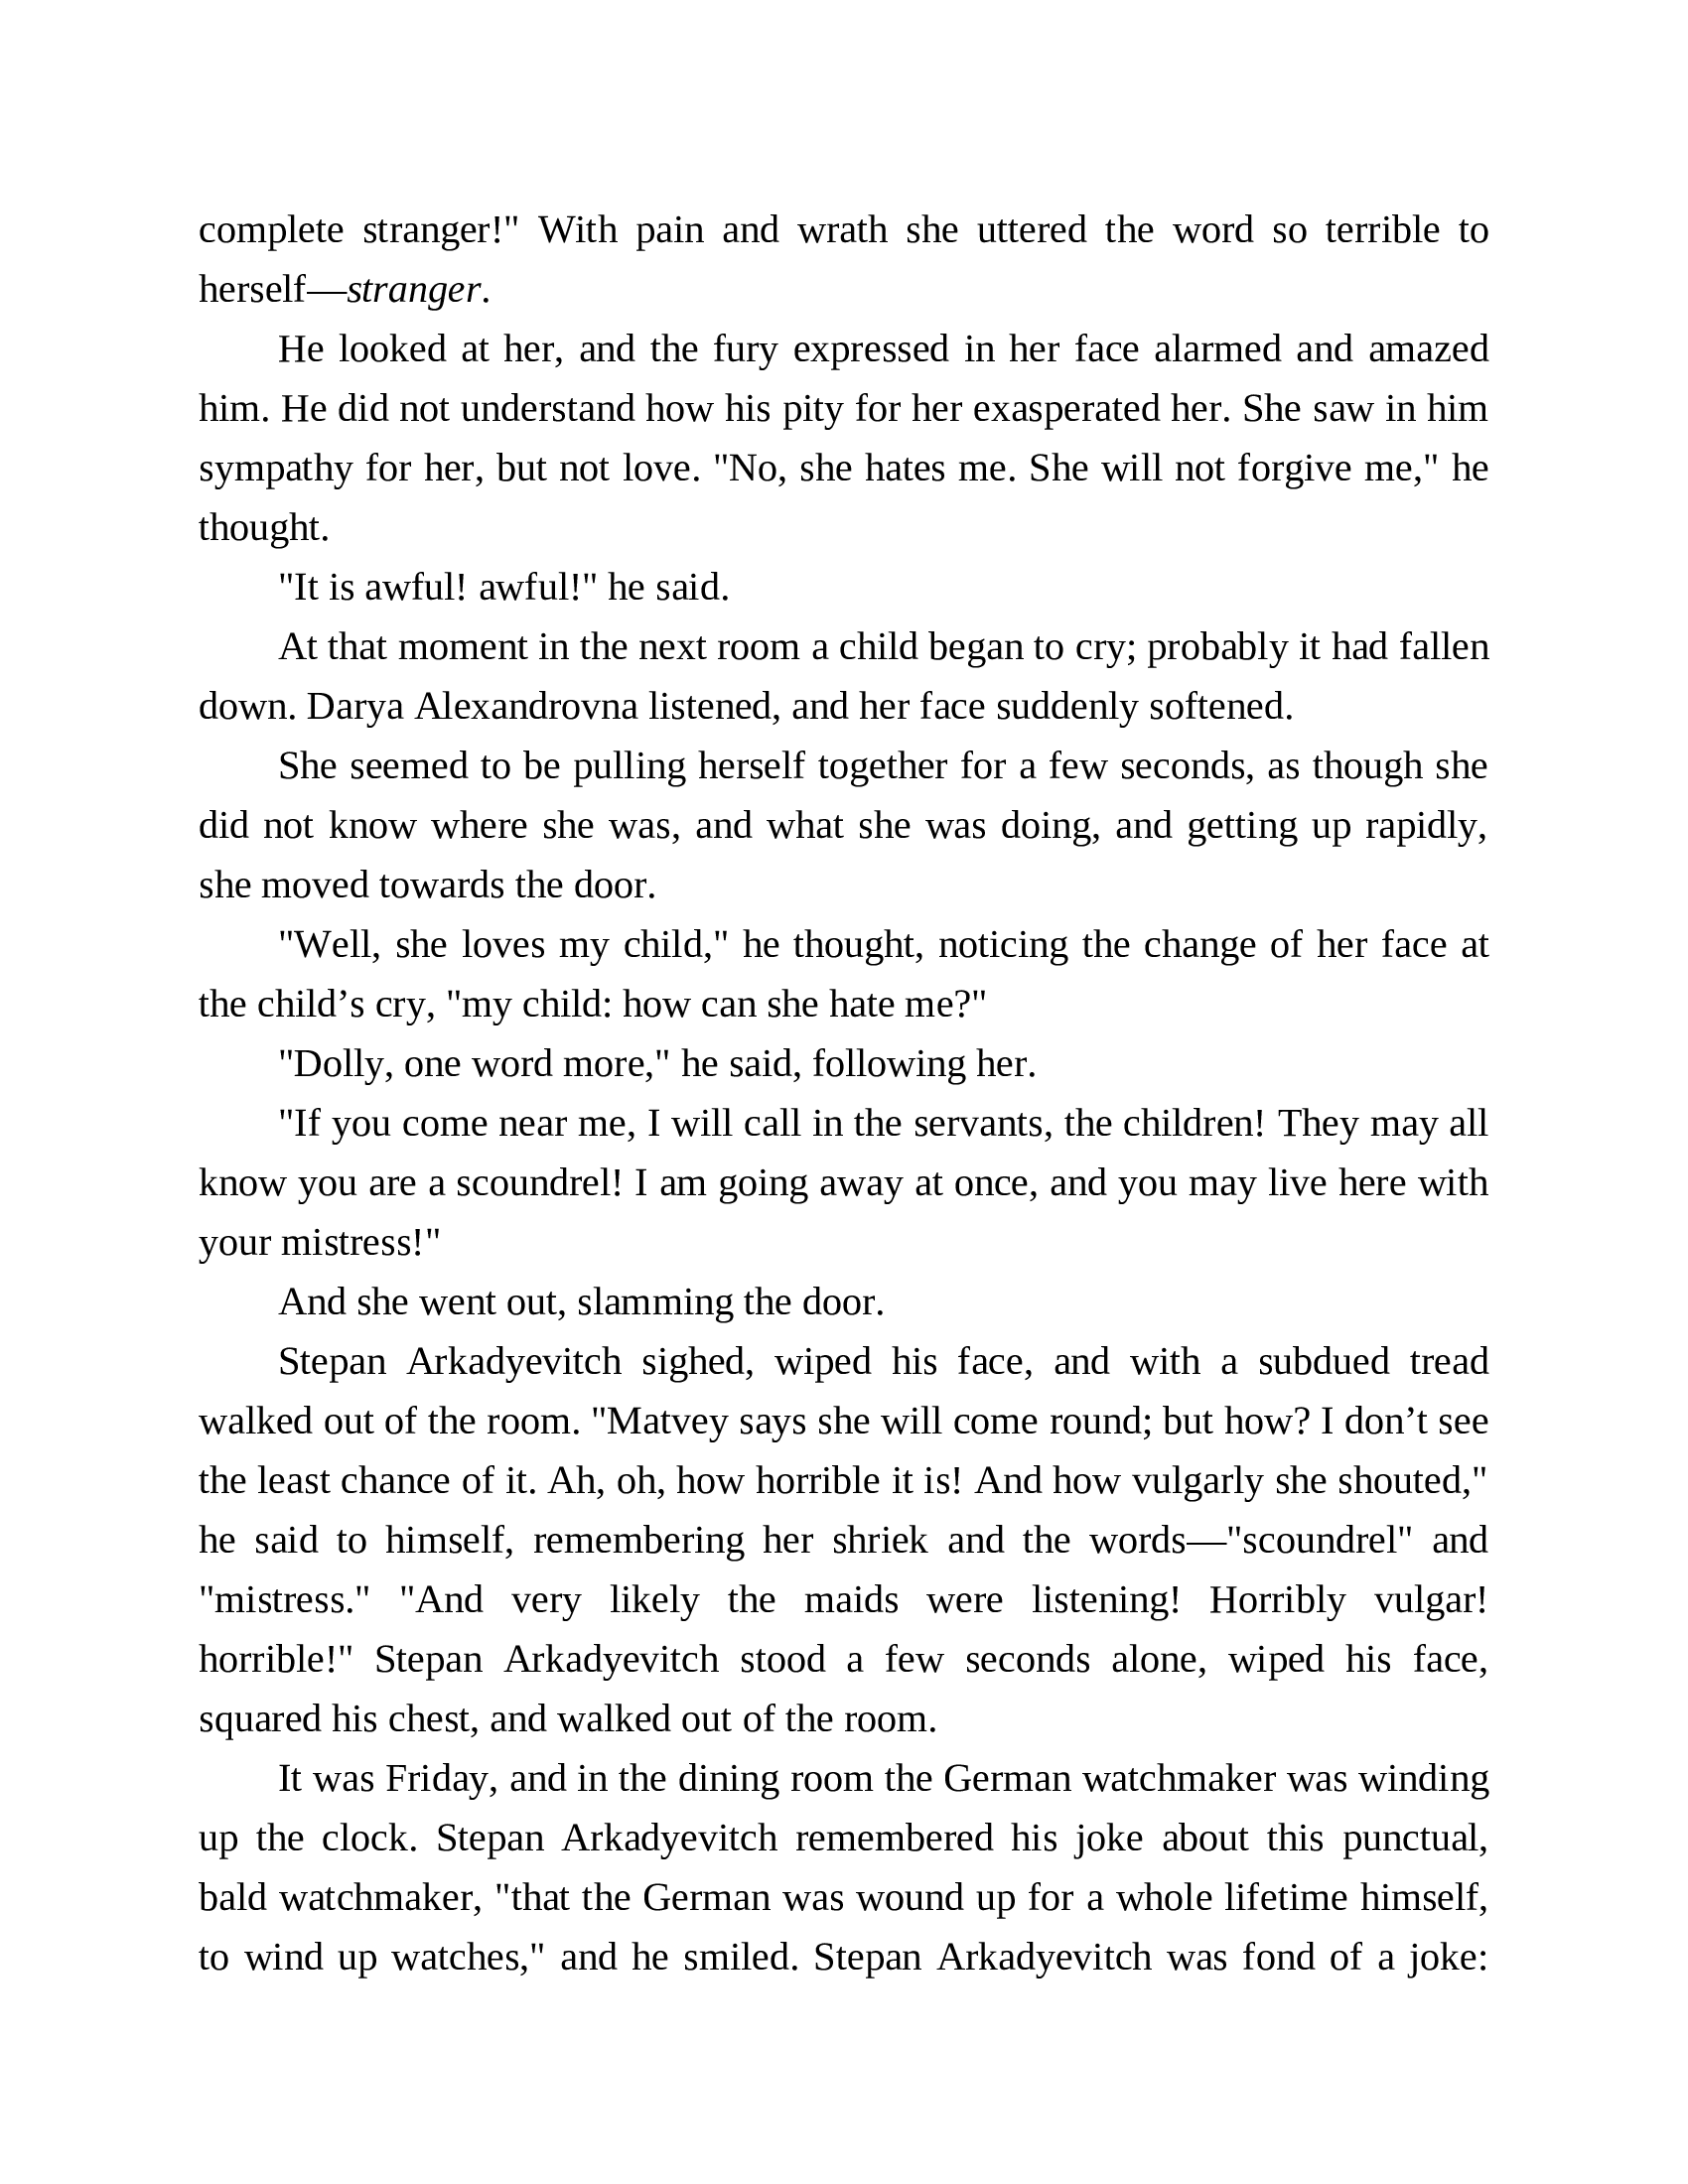 complete stranger!" With pain and wrath she uttered the word so terrible to
herself—stranger.
He looked at her, and the fury expressed in her face alarmed and amazed
him. He did not understand how his pity for her exasperated her. She saw in him
sympathy for her, but not love. "No, she hates me. She will not forgive me," he
thought.
"It is awful! awful!" he said.
At that moment in the next room a child began to cry; probably it had fallen
down. Darya Alexandrovna listened, and her face suddenly softened.
She seemed to be pulling herself together for a few seconds, as though she
did not know where she was, and what she was doing, and getting up rapidly,
she moved towards the door.
"Well, she loves my child," he thought, noticing the change of her face at
the child’s cry, "my child: how can she hate me?"
"Dolly, one word more," he said, following her.
"If you come near me, I will call in the servants, the children! They may all
know you are a scoundrel! I am going away at once, and you may live here with
your mistress!"
And she went out, slamming the door.
Stepan Arkadyevitch sighed, wiped his face, and with a subdued tread
walked out of the room. "Matvey says she will come round; but how? I don’t see
the least chance of it. Ah, oh, how horrible it is! And how vulgarly she shouted,"
he said to himself, remembering her shriek and the words—"scoundrel" and
"mistress." "And very likely the maids were listening! Horribly vulgar!
horrible!" Stepan Arkadyevitch stood a few seconds alone, wiped his face,
squared his chest, and walked out of the room.
It was Friday, and in the dining room the German watchmaker was winding
up the clock. Stepan Arkadyevitch remembered his joke about this punctual,
bald watchmaker, "that the German was wound up for a whole lifetime himself,
to wind up watches," and he smiled. Stepan Arkadyevitch was fond of a joke: